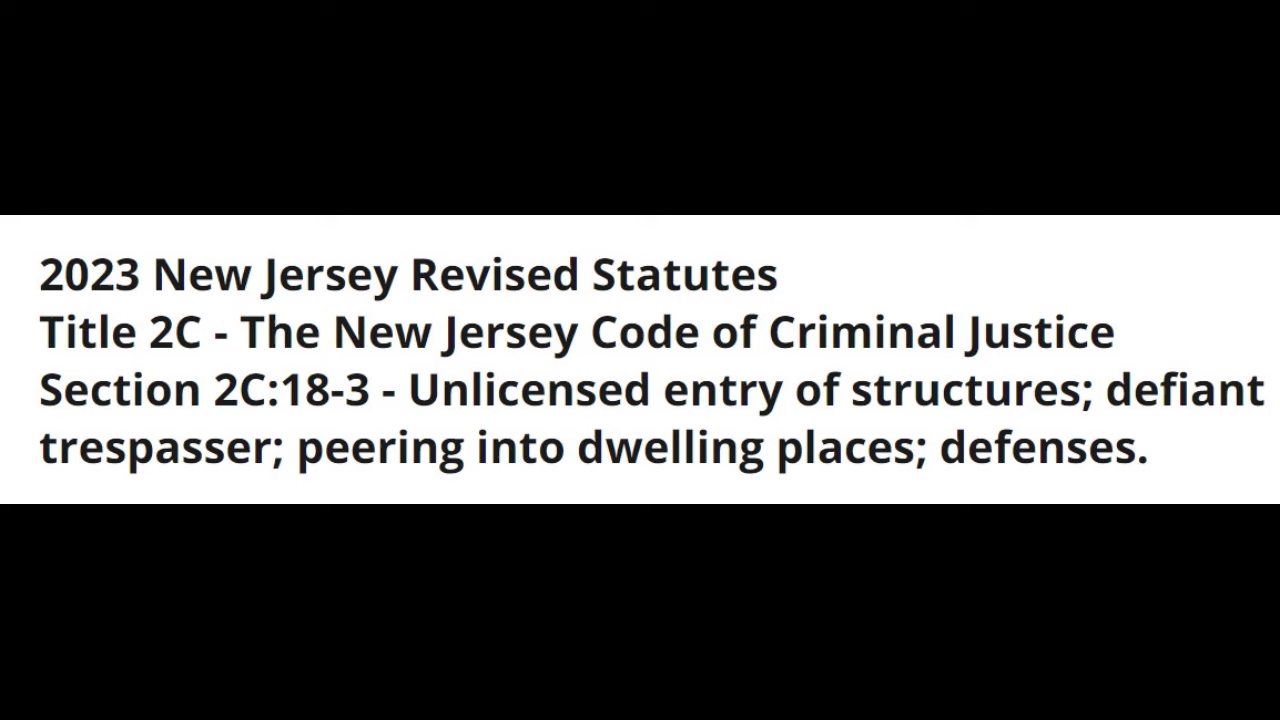 2023 New Jersey Revised Statutes
Title 2C - The New Jersey Code of Criminal Justice
Section 2C:18-3 - Unlicensed entry of structures; defiant
trespasser; peering into dwelling places; defenses.